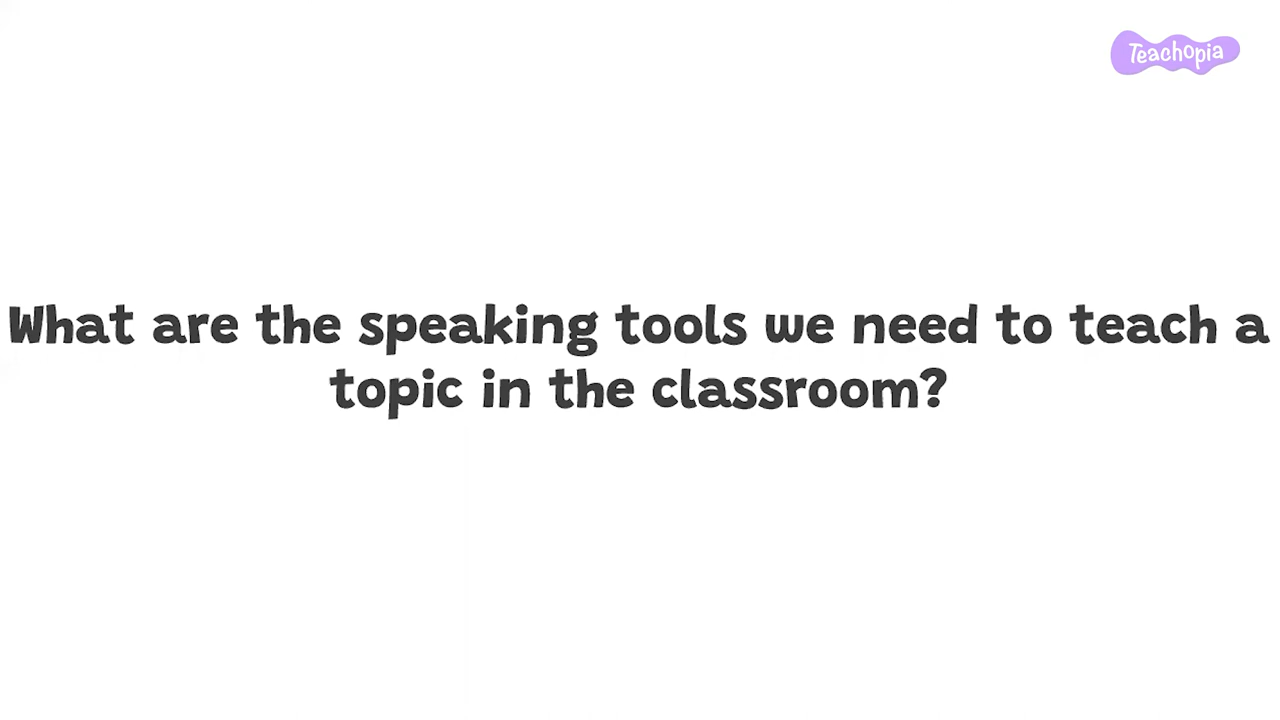 Teachopia
What are the speaking tools we need to teach a
topic in the classroom?